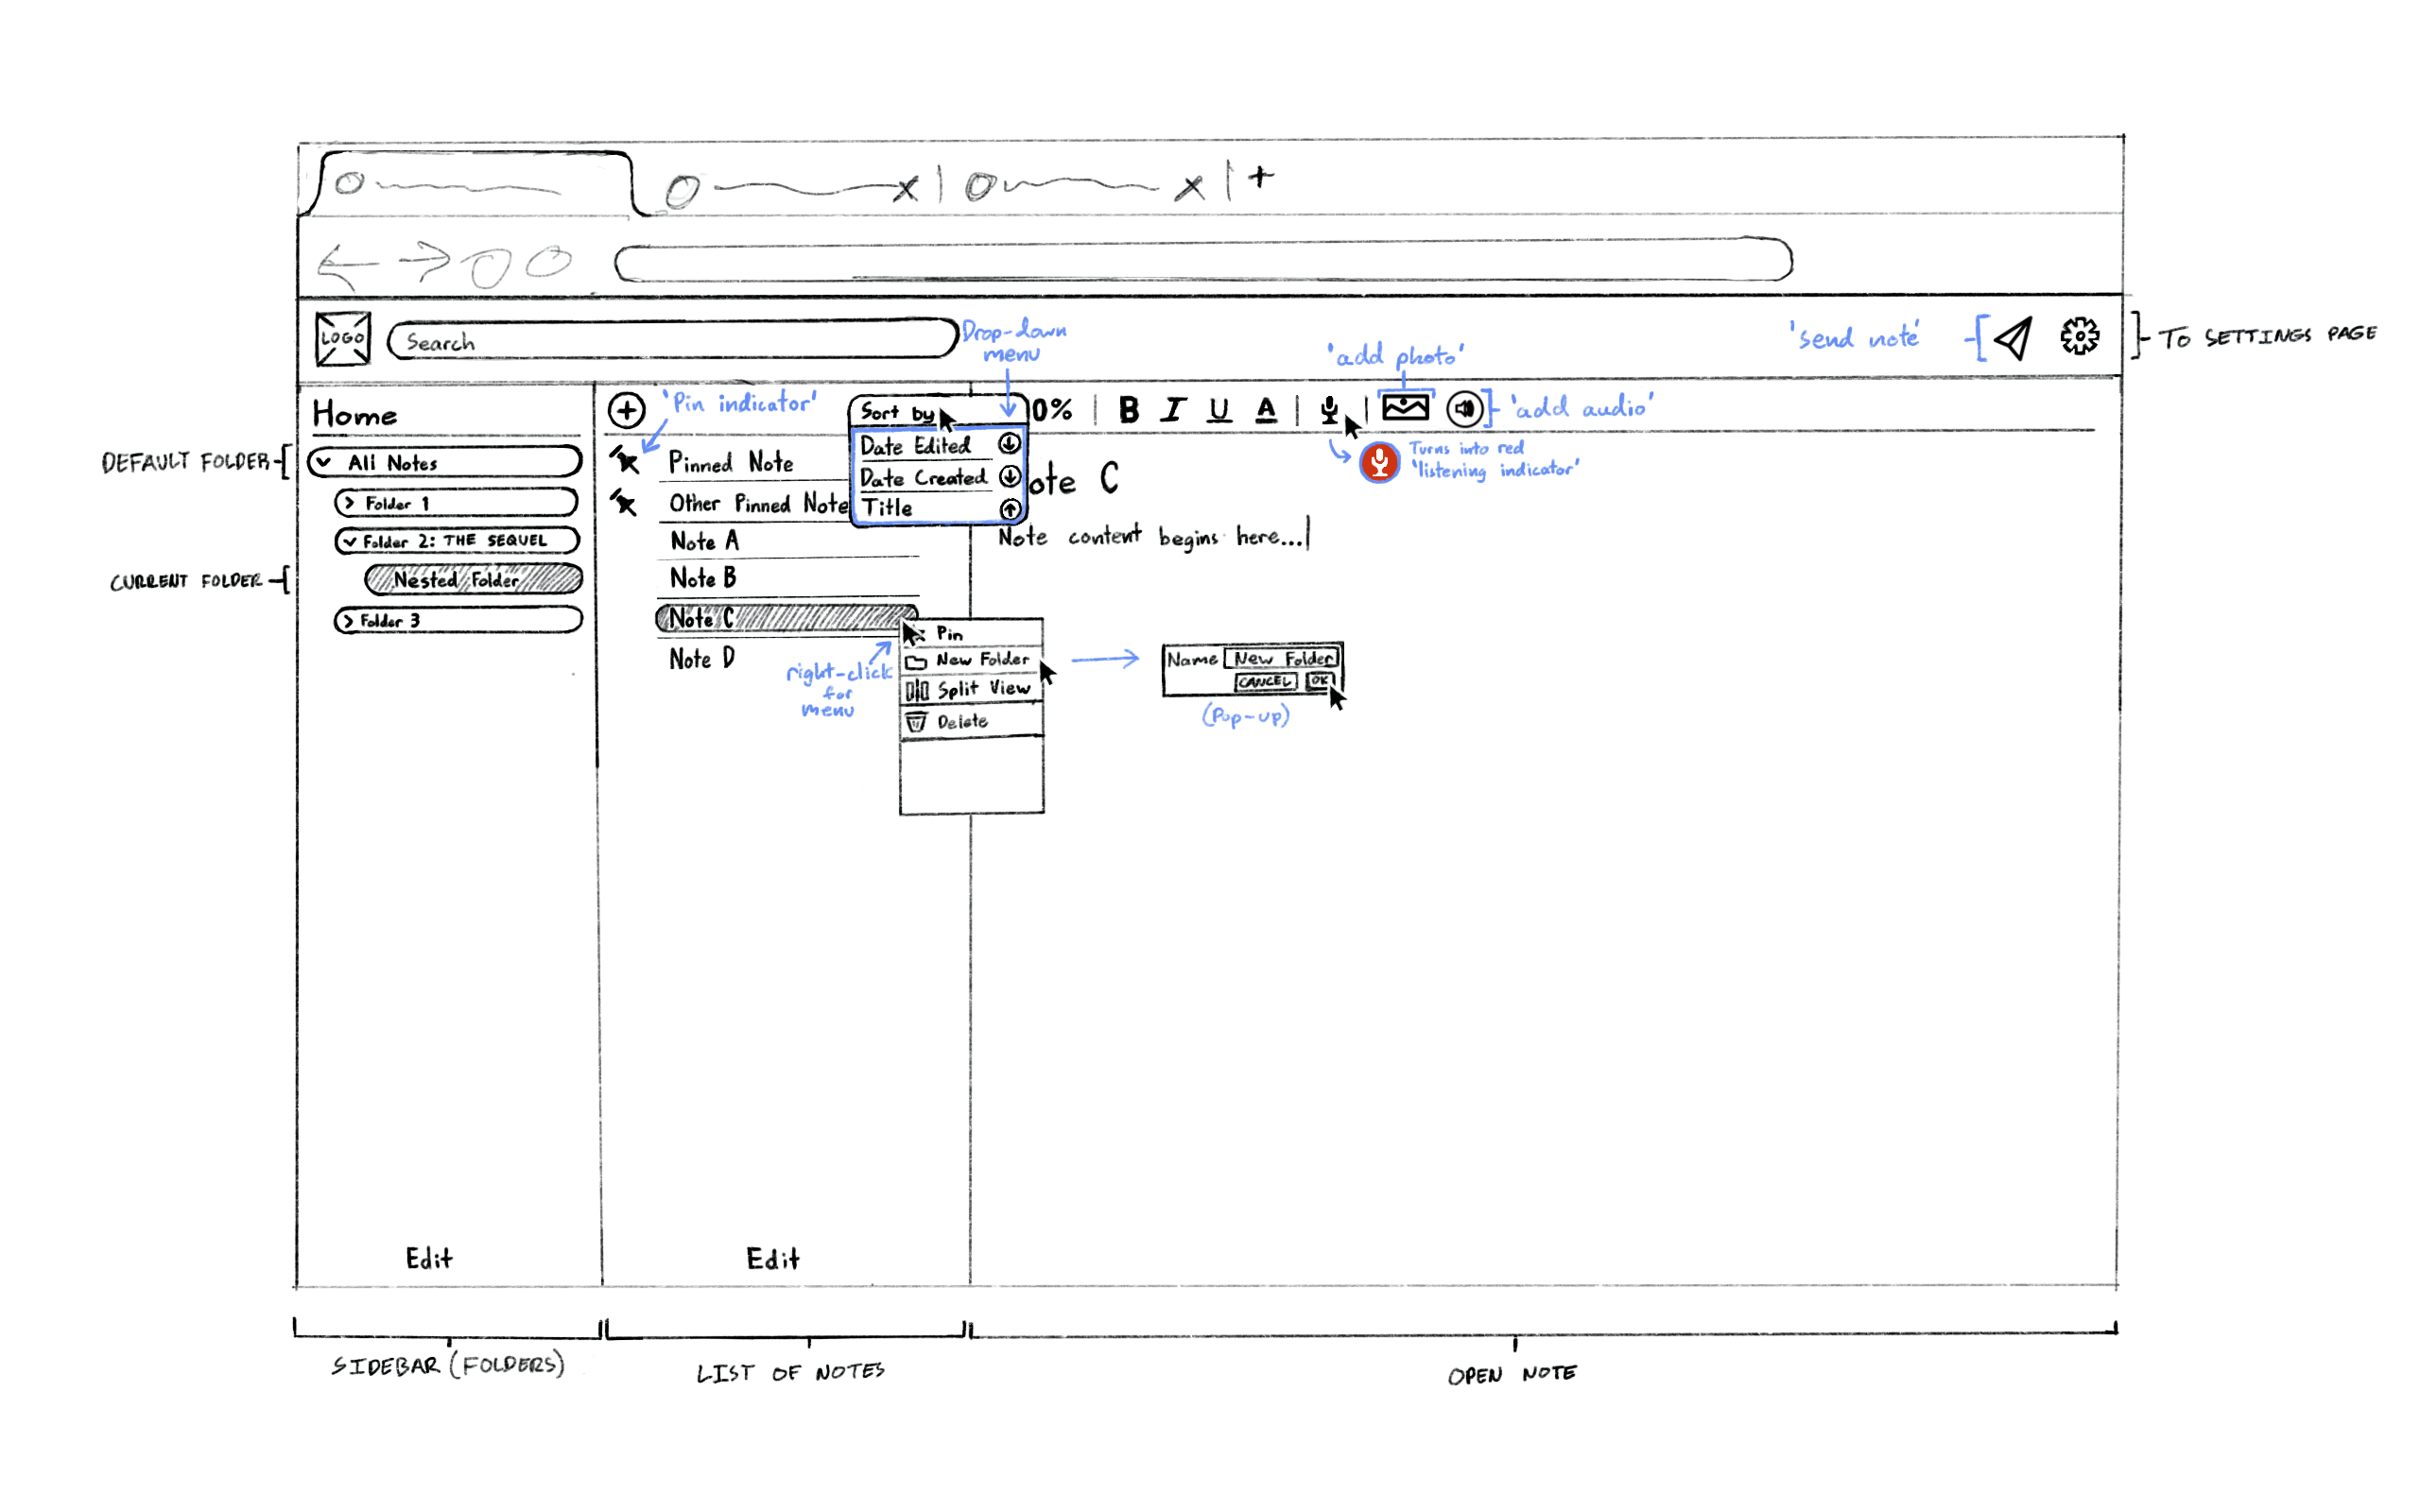 LOGO
Search
Drop-down
menu
'add photo'
'send note'
TO SETTINGS PAGE
Home
'Pin indicator'
Sort by
0%
B I U A
'add audio'
DEFAULT FOLDER
All Notes
Pinned Note
Date Edited
Turns into red
'listening indicator'
Folder 1
Other Pinned Note
Date Created
ote C
Title
Folder 2: THE SEQUEL
Note A
Note content begins here...
CURRENT FOLDER
Nested Folder
Note B
Folder 3
Note C
Pin
Note D
New Folder
Name New Folder
right-click
for
menu
Split View
CANCEL OK
Delete
(Pop-up)
Edit
Edit
SIDEBAR (FOLDERS)
LIST OF NOTES
OPEN NOTE